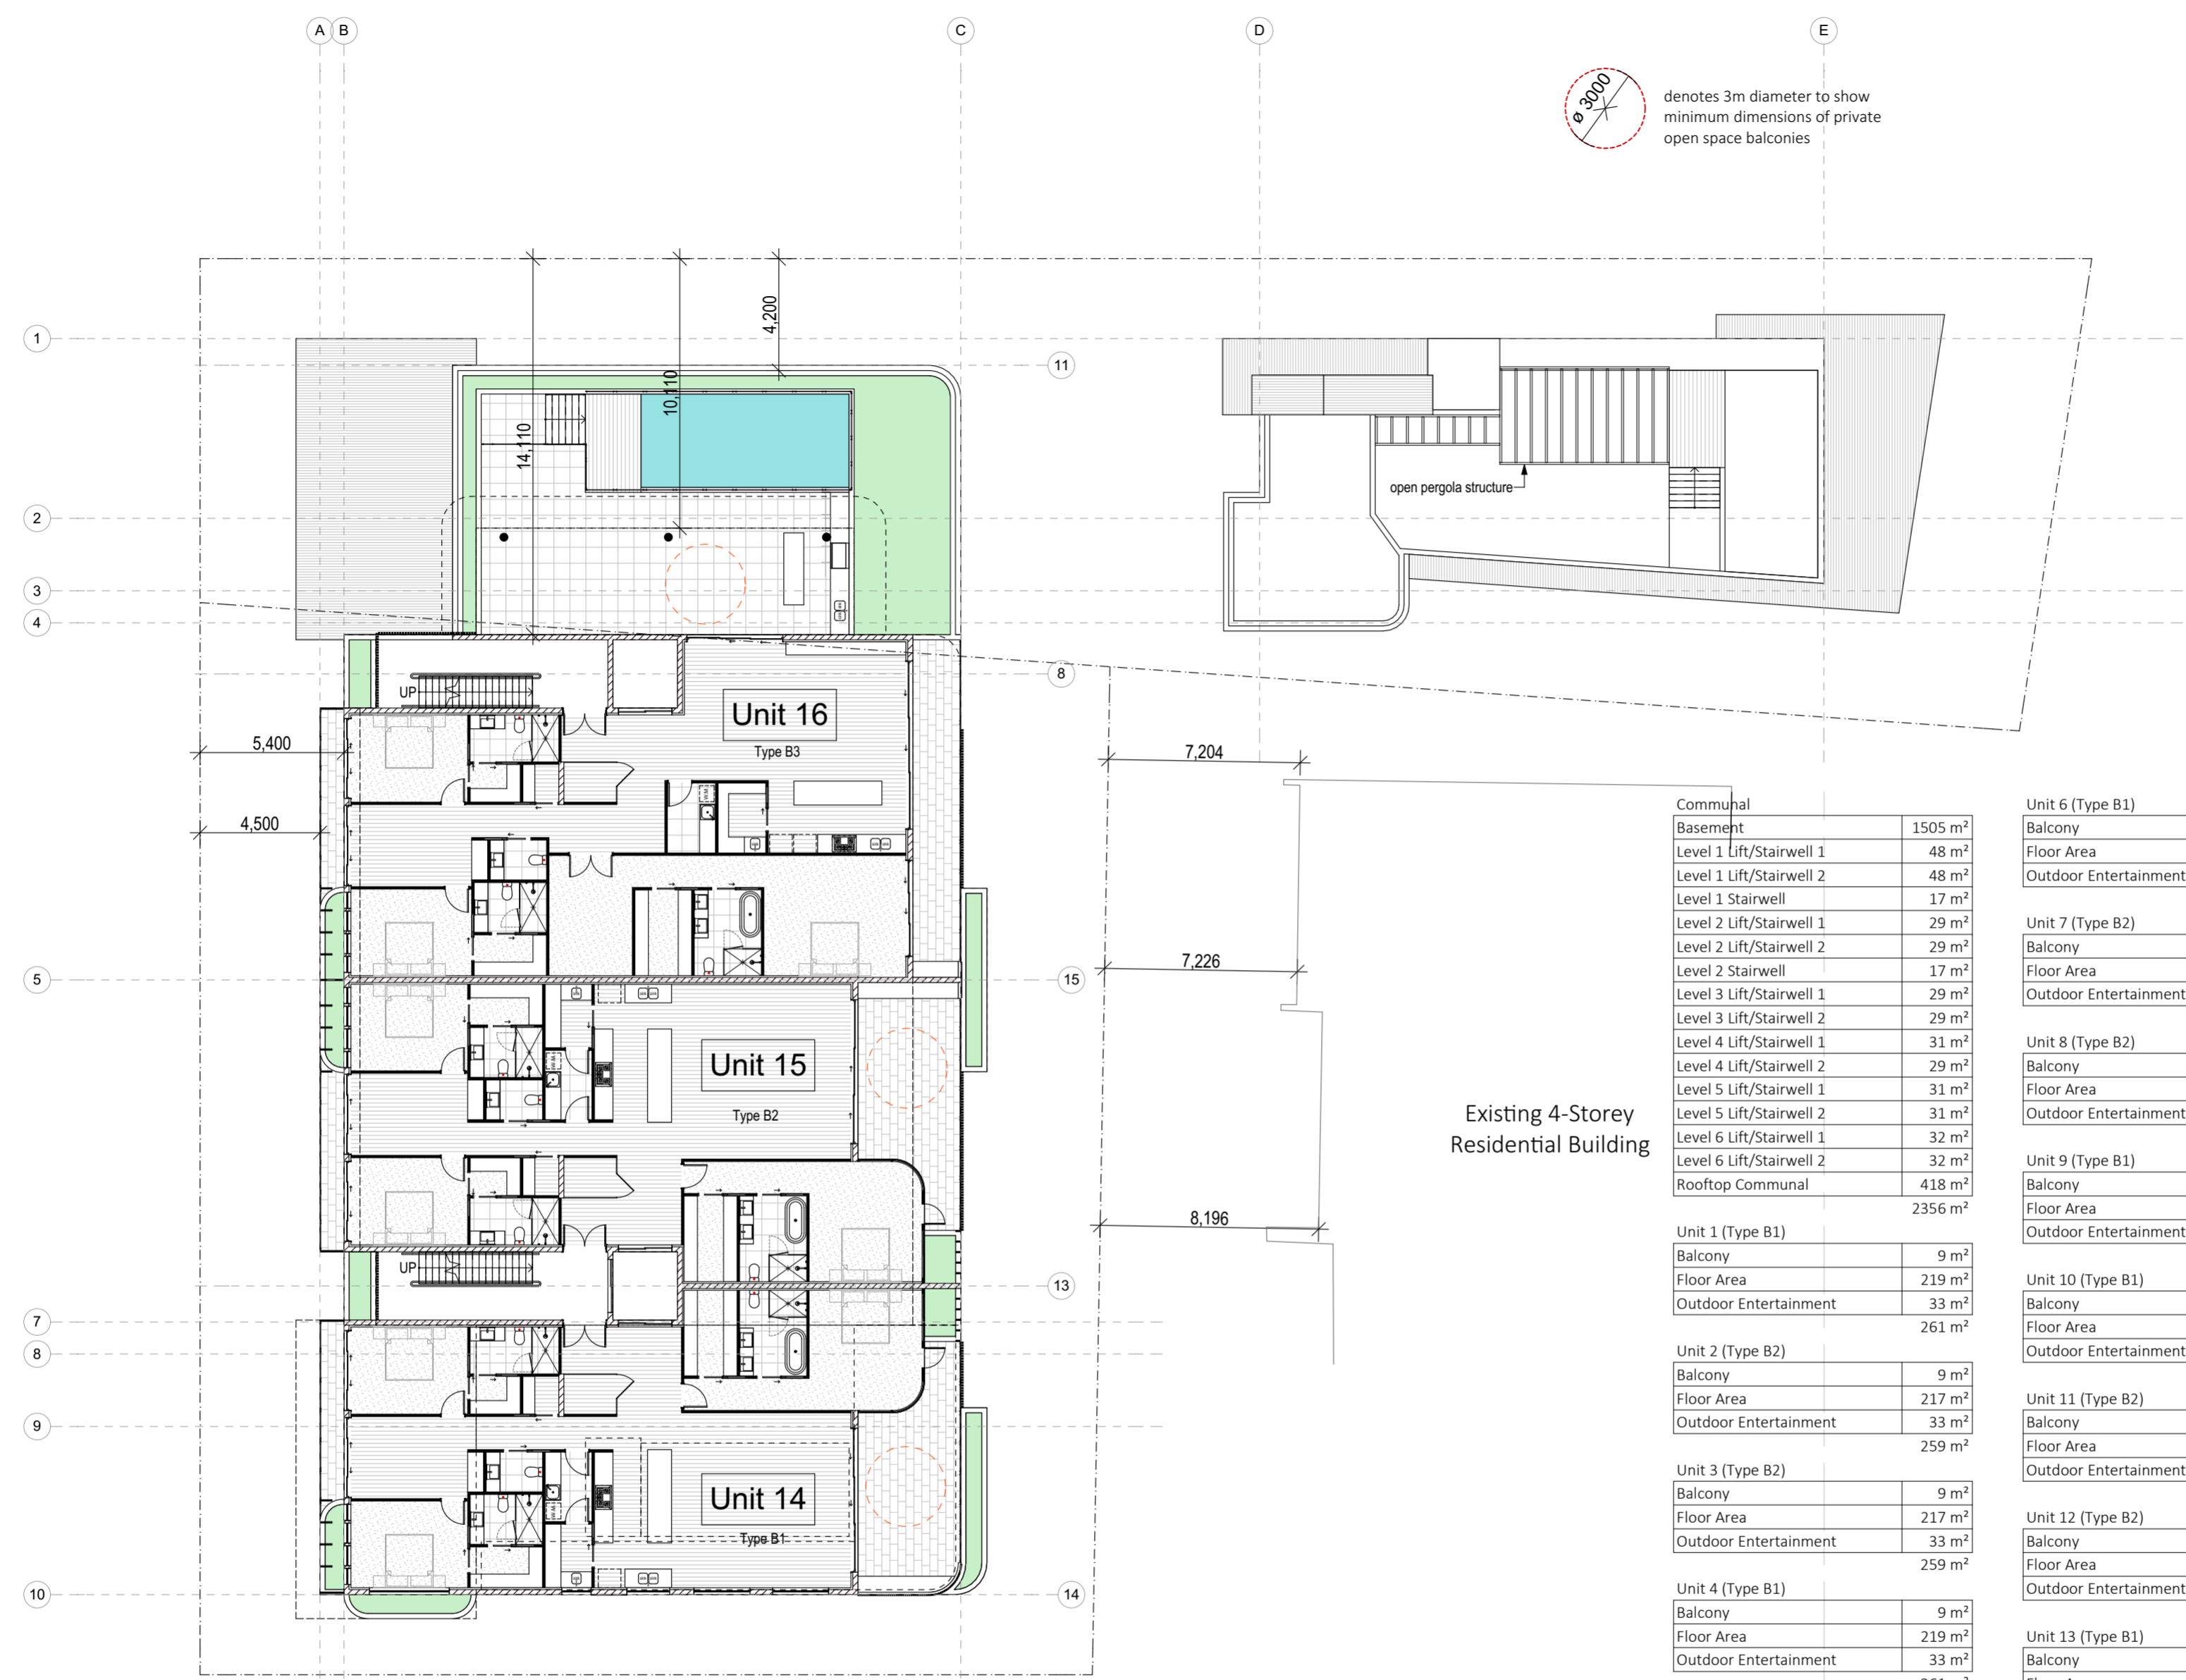 A
B
C
D
E
ø 3000
denotes 3m diameter to show
minimum dimensions of private
open space balconies
4,200
10,110
14,110
1
11
2
open pergola structure
3
4
8
UP
Unit 16
Type B3
5,400
7,204
4,500
5
7,226
15
Unit 15
Type B2
Existing 4-Storey
Residential Building
8,196
UP
13
7
8
9
Unit 14
Type B1
10
14
Communal
Basement 1505 m²
Level 1 Lift/Stairwell 1 48 m²
Level 1 Lift/Stairwell 2 48 m²
Level 1 Stairwell 17 m²
Level 2 Lift/Stairwell 1 29 m²
Level 2 Lift/Stairwell 2 29 m²
Level 2 Stairwell 17 m²
Level 3 Lift/Stairwell 1 29 m²
Level 3 Lift/Stairwell 2 29 m²
Level 4 Lift/Stairwell 1 31 m²
Level 4 Lift/Stairwell 2 29 m²
Level 5 Lift/Stairwell 1 31 m²
Level 5 Lift/Stairwell 2 31 m²
Level 6 Lift/Stairwell 1 32 m²
Level 6 Lift/Stairwell 2 32 m²
Rooftop Communal 418 m²
2356 m²
Unit 1 (Type B1)
Balcony 9 m²
Floor Area 219 m²
Outdoor Entertainment 33 m²
261 m²
Unit 2 (Type B2)
Balcony 9 m²
Floor Area 217 m²
Outdoor Entertainment 33 m²
259 m²
Unit 3 (Type B2)
Balcony 9 m²
Floor Area 217 m²
Outdoor Entertainment 33 m²
259 m²
Unit 4 (Type B1)
Balcony 9 m²
Floor Area 219 m²
Outdoor Entertainment 33 m²
261 m²
Unit 6 (Type B1)
Balcony
Floor Area
Outdoor Entertainment
Unit 7 (Type B2)
Balcony
Floor Area
Outdoor Entertainment
Unit 8 (Type B2)
Balcony
Floor Area
Outdoor Entertainment
Unit 9 (Type B1)
Balcony
Floor Area
Outdoor Entertainment
Unit 10 (Type B1)
Balcony
Floor Area
Outdoor Entertainment
Unit 11 (Type B2)
Balcony
Floor Area
Outdoor Entertainment
Unit 12 (Type B2)
Balcony
Floor Area
Outdoor Entertainment
Unit 13 (Type B1)
Balcony
Floor Area